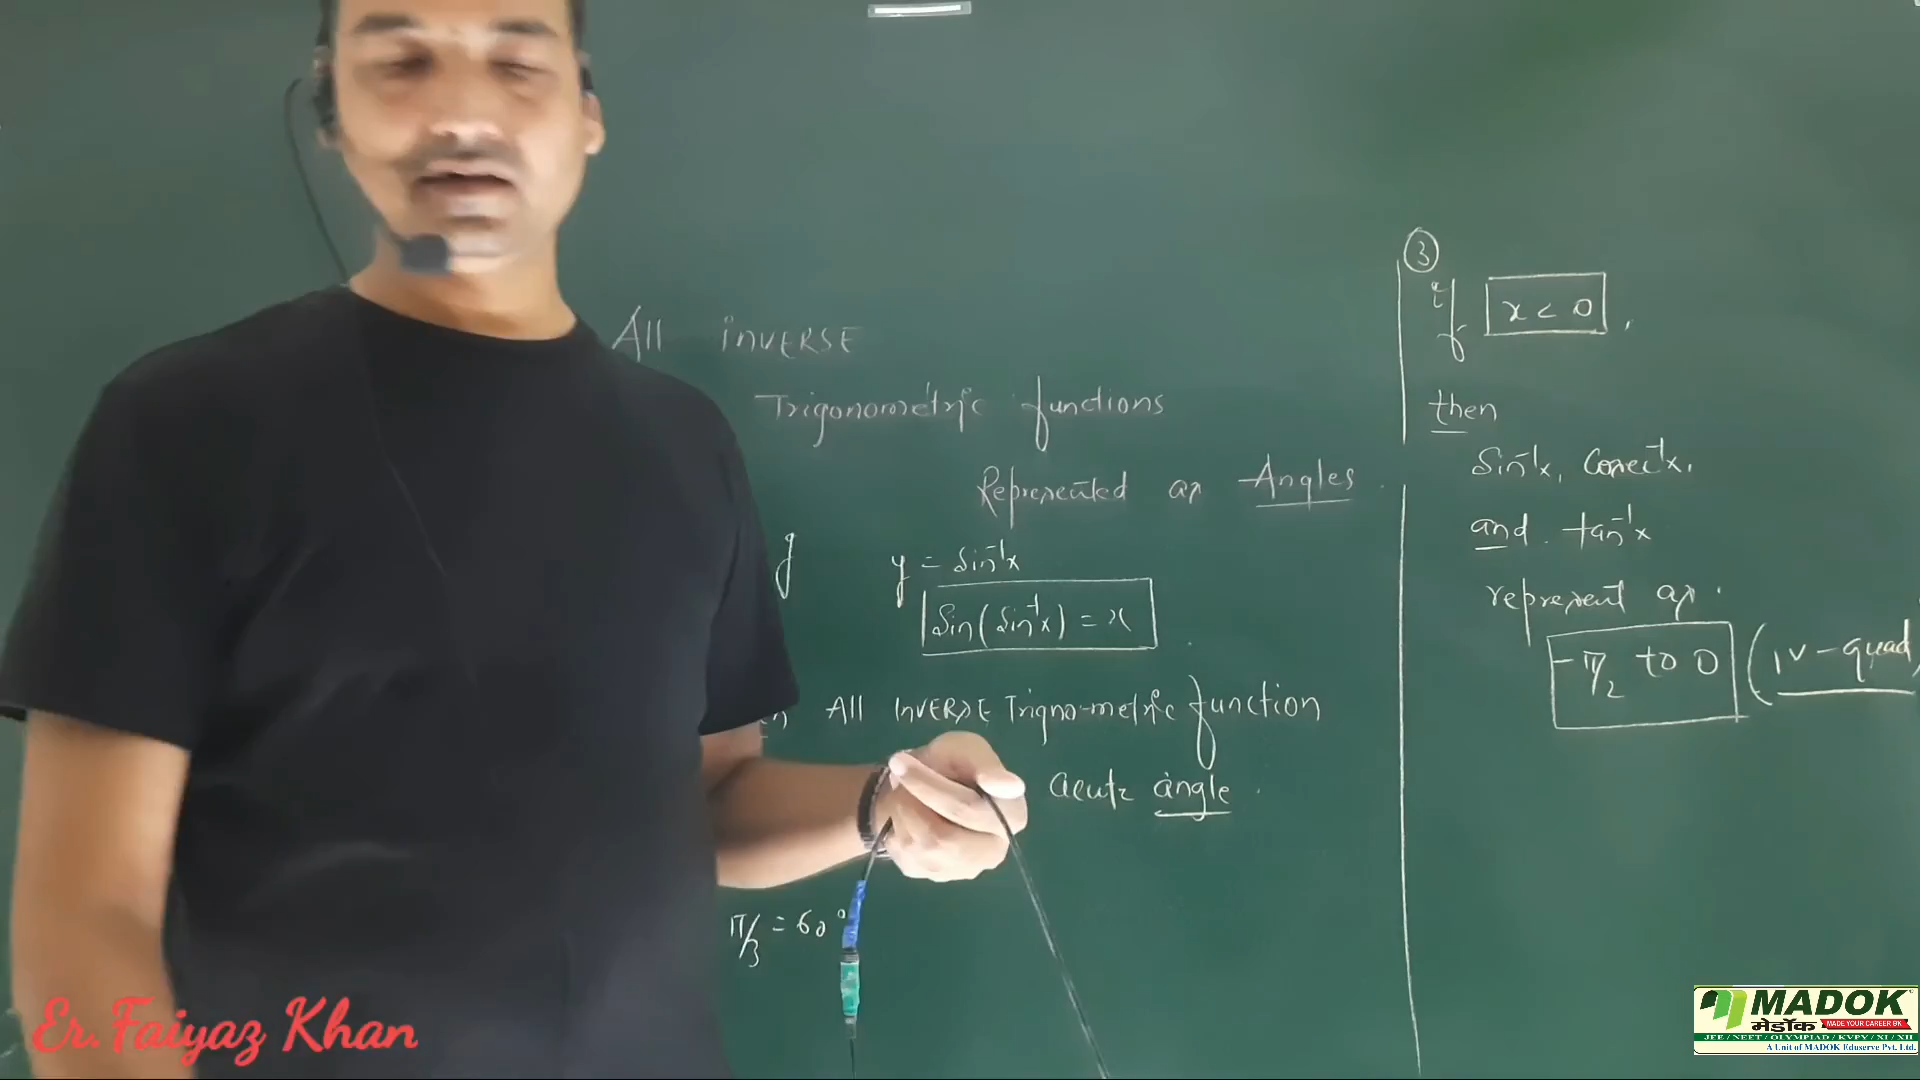 All INVERSE
Trigonometric functions
Represented as Angles
y = Sin⁻¹x
Sin(Sin⁻¹x) = x
All INVERSE Trigno-metric function
acute angle.
π/3 = 60°
③
if x < 0,
then
Sin⁻¹x, Cosec⁻¹x,
and tan⁻¹x
represent as.
-π/2 to 0 (IV-quad)
Er. Faiyaz Khan
MADOK
मेडॉक MADE YOUR CAREER BK.
JEE / NEET / OLYMPIAD / KVPY / XI / XII
A Unit of MADOK Eduserve Pvt. Ltd.